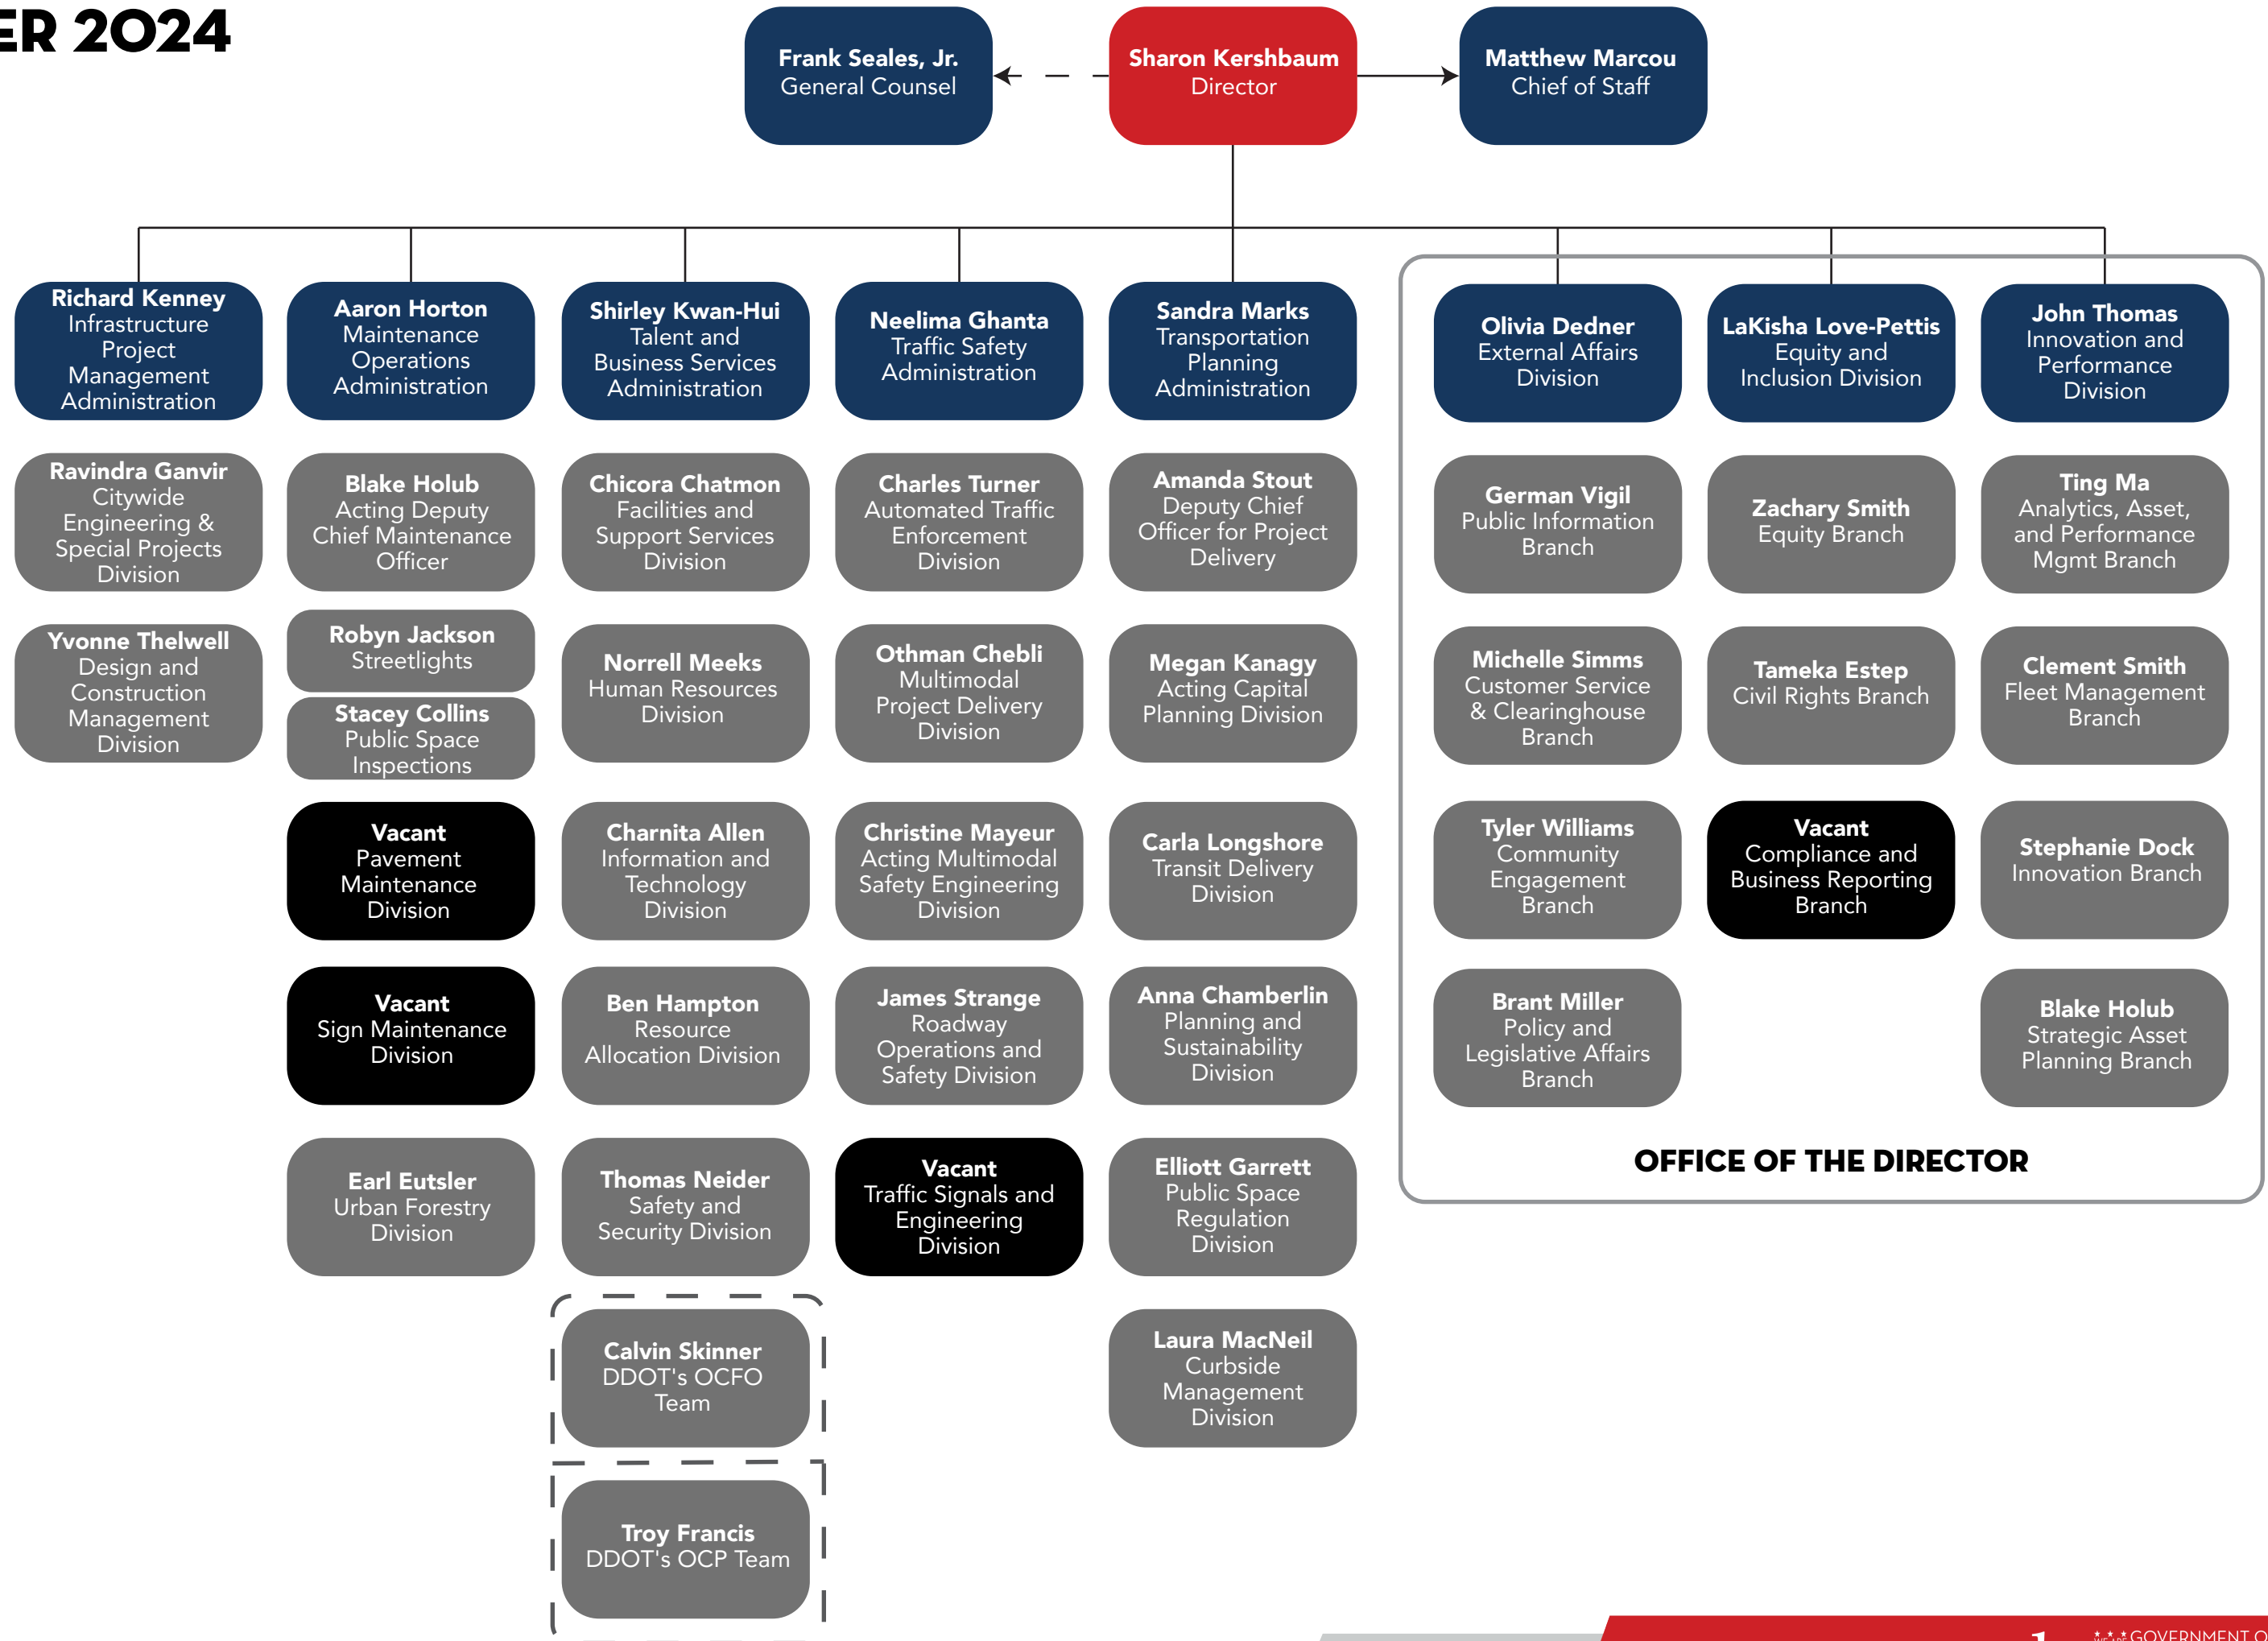 ER 2024
Frank Seales, Jr.
General Counsel
Sharon Kershbaum
Director
Matthew Marcou
Chief of Staff
Richard Kenney
Infrastructure
Project
Management
Administration
Aaron Horton
Maintenance
Operations
Administration
Shirley Kwan-Hui
Talent and
Business Services
Administration
Neelima Ghanta
Traffic Safety
Administration
Sandra Marks
Transportation
Planning
Administration
Olivia Dedner
External Affairs
Division
LaKisha Love-Pettis
Equity and
Inclusion Division
John Thomas
Innovation and
Performance
Division
Ravindra Ganvir
Citywide
Engineering &
Special Projects
Division
Blake Holub
Acting Deputy
Chief Maintenance
Officer
Chicora Chatmon
Facilities and
Support Services
Division
Charles Turner
Automated Traffic
Enforcement
Division
Amanda Stout
Deputy Chief
Officer for Project
Delivery
German Vigil
Public Information
Branch
Zachary Smith
Equity Branch
Ting Ma
Analytics, Asset,
and Performance
Mgmt Branch
Yvonne Thelwell
Design and
Construction
Management
Division
Robyn Jackson
Streetlights
Stacey Collins
Public Space
Inspections
Norrell Meeks
Human Resources
Division
Othman Chebli
Multimodal
Project Delivery
Division
Megan Kanagy
Acting Capital
Planning Division
Michelle Simms
Customer Service
& Clearinghouse
Branch
Tameka Estep
Civil Rights Branch
Clement Smith
Fleet Management
Branch
Vacant
Pavement
Maintenance
Division
Charnita Allen
Information and
Technology
Division
Christine Mayeur
Acting Multimodal
Safety Engineering
Division
Carla Longshore
Transit Delivery
Division
Tyler Williams
Community
Engagement
Branch
Vacant
Compliance and
Business Reporting
Branch
Stephanie Dock
Innovation Branch
Vacant
Sign Maintenance
Division
Ben Hampton
Resource
Allocation Division
James Strange
Roadway
Operations and
Safety Division
Anna Chamberlin
Planning and
Sustainability
Division
Brant Miller
Policy and
Legislative Affairs
Branch
Blake Holub
Strategic Asset
Planning Branch
Earl Eutsler
Urban Forestry
Division
Thomas Neider
Safety and
Security Division
Vacant
Traffic Signals and
Engineering
Division
Elliott Garrett
Public Space
Regulation
Division
OFFICE OF THE DIRECTOR
Calvin Skinner
DDOT's OCFO
Team
Laura MacNeil
Curbside
Management
Division
Troy Francis
DDOT's OCP Team
GOVERNMENT O